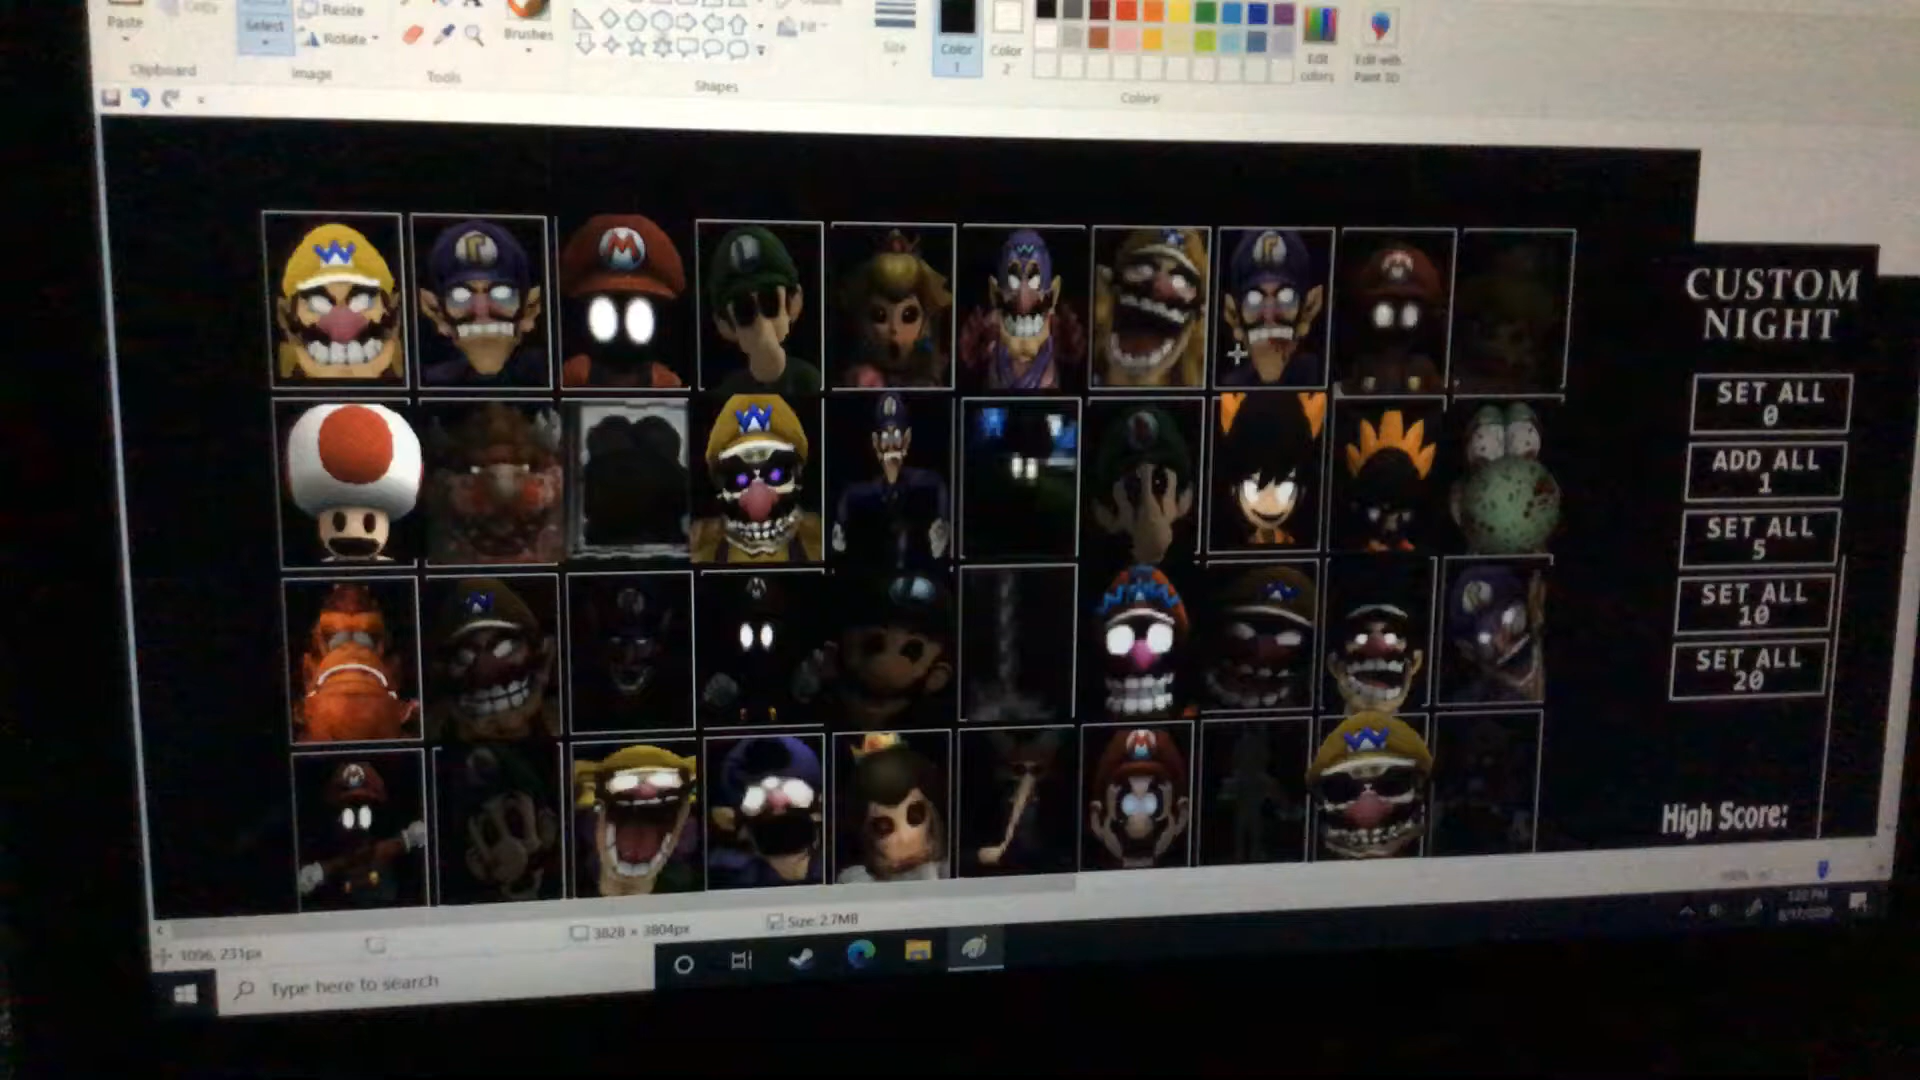 Paste
Select
Resize
Rotate
Brushes
Size
Color
1
Color
2
Edit
colors
Edit with
Paint 3D
Clipboard
Image
Tools
Shapes
Colors
CUSTOM
NIGHT
SET ALL
0
ADD ALL
1
SET ALL
5
SET ALL
10
SET ALL
20
High Score:
1096, 231px
3828 × 3804px
Size: 2.7MB
Type here to search